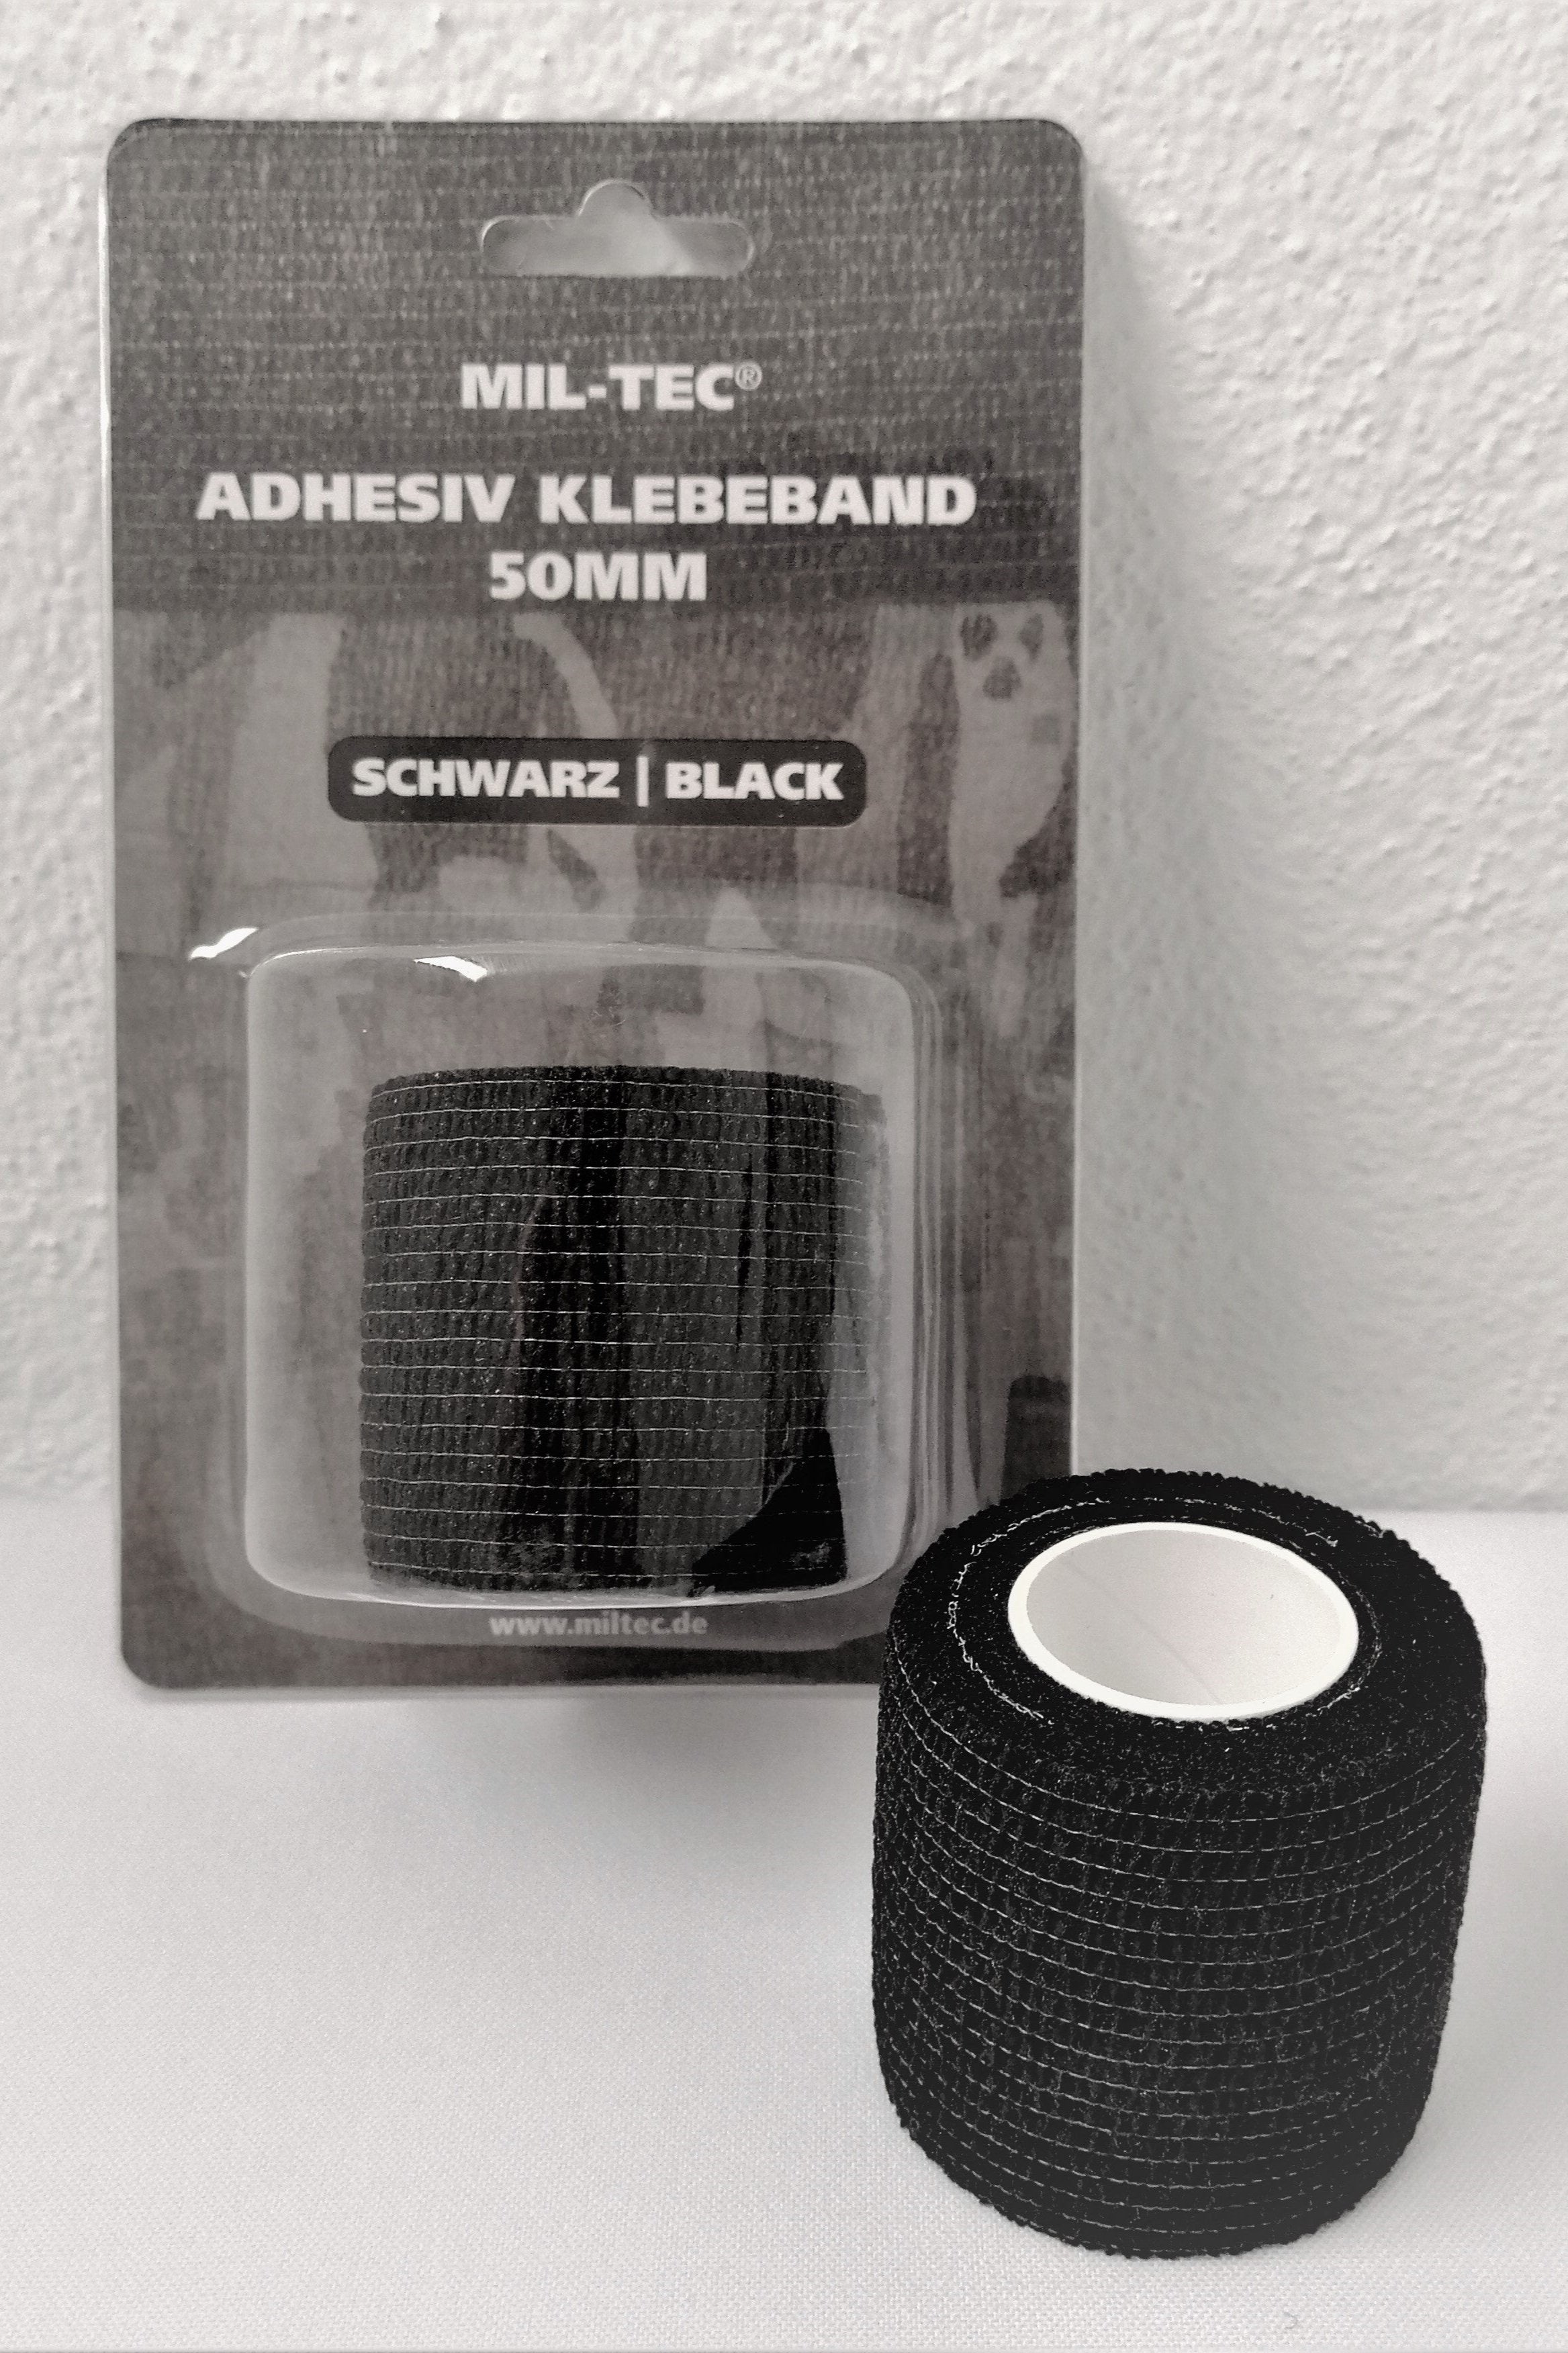 MIL-TEC®
ADHESIV KLEBEBAND
50MM
SCHWARZ | BLACK
www.miltec.de